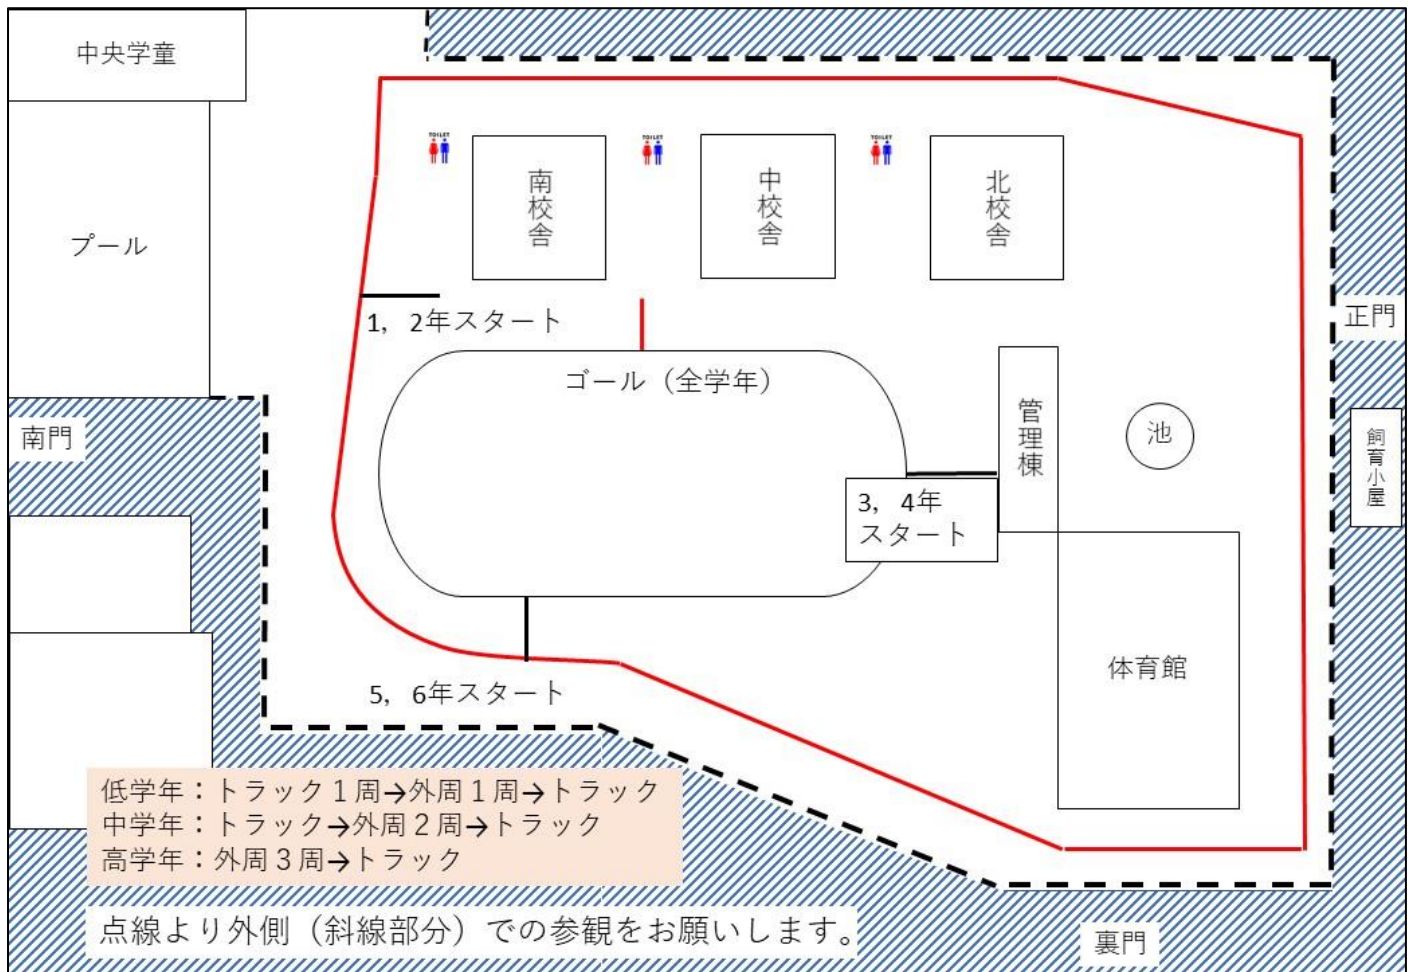 中央学童
プール
TOILET
TOILET
TOILET
南校舎
中校舎
北校舎
正門
1，2年スタート
ゴール（全学年）
管理棟
池
飼育小屋
南門
3，4年
スタート
体育館
5，6年スタート
低学年：トラック１周→外周１周→トラック
中学年：トラック→外周２周→トラック
高学年：外周３周→トラック
点線より外側（斜線部分）での参観をお願いします。
裏門